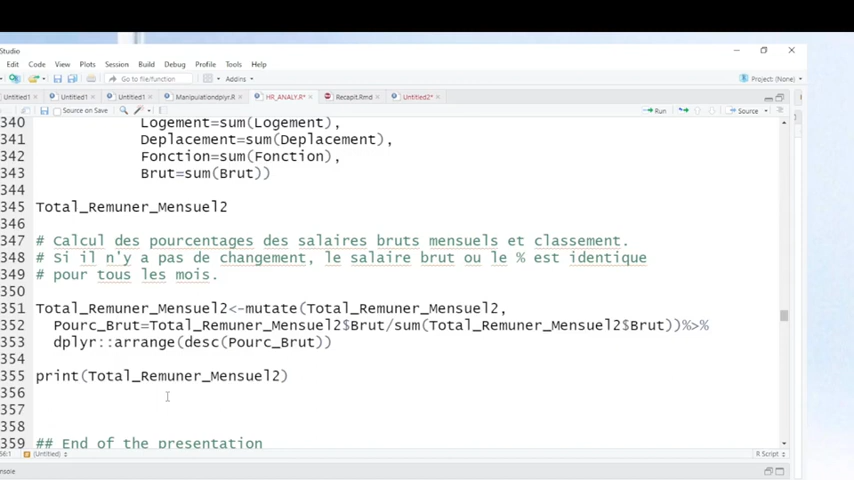 Studio
Edit Code View Plots Session Build Debug Profile Tools Help
Go to file/function Addins Project: (None)
Untitled1 Untitled1* Untitled1* Manipulationdplyr.R HR_ANALY.R* Recapit.Rmd Untitled2*
Source on Save Run Source
340 Logement=sum(Logement),
341 Deplacement=sum(Deplacement),
342 Fonction=sum(Fonction),
343 Brut=sum(Brut))
344
345 Total_Remuner_Mensuel2
346
347 # Calcul des pourcentages des salaires bruts mensuels et classement.
348 # Si il n'y a pas de changement, le salaire brut ou le % est identique
349 # pour tous les mois.
350
351 Total_Remuner_Mensuel2<-mutate(Total_Remuner_Mensuel2,
352 Pourc_Brut=Total_Remuner_Mensuel2$Brut/sum(Total_Remuner_Mensuel2$Brut))%>%
353 dplyr::arrange(desc(Pourc_Brut))
354
355 print(Total_Remuner_Mensuel2)
356
357
358
359 ## End of the presentation
56:1 (Untitled) R Script
nsole